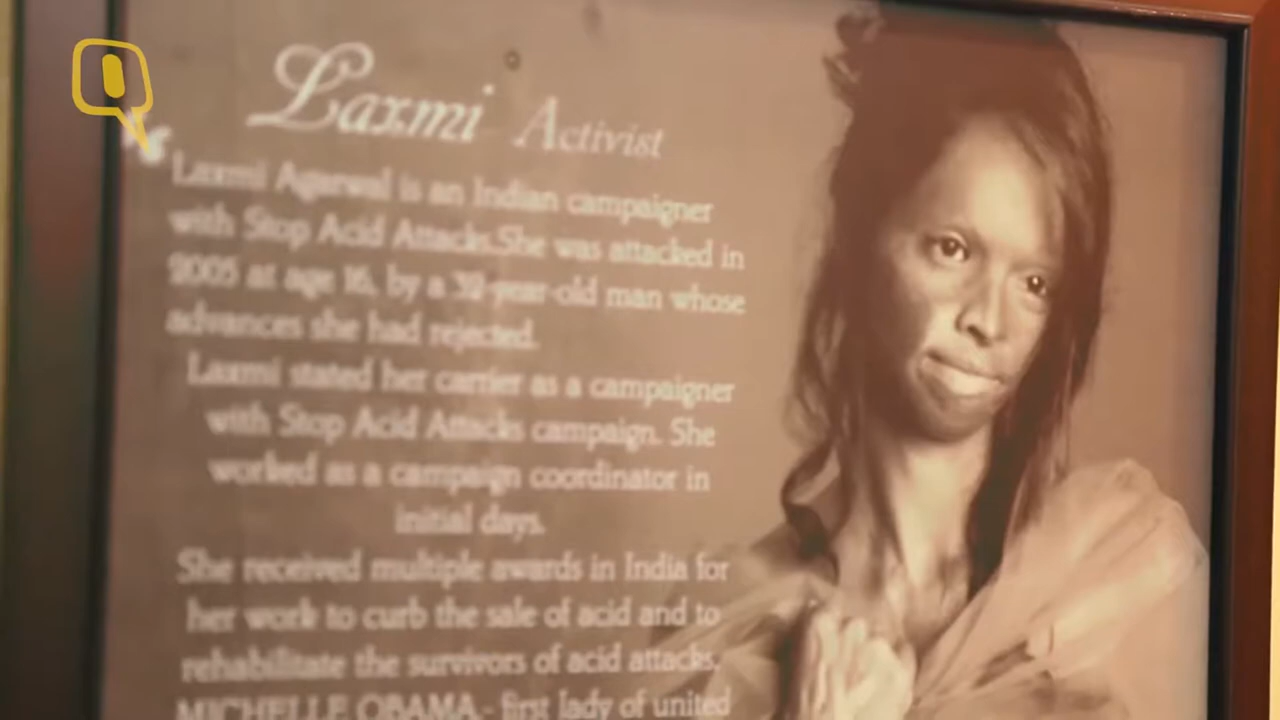 Laxmi Activist
Laxmi Agarwal is an Indian campaigner
with Stop Acid Attacks.She was attacked in
2005 at age 16, by a 32-year-old man whose
advances she had rejected.
Laxmi stated her carrier as a campaigner
with Stop Acid Attacks campaign. She
worked as a campaign coordinator in
initial days.
She received multiple awards in India for
her work to curb the sale of acid and to
rehabilitate the survivors of acid attacks.
MICHELLE OBAMA - first lady of united